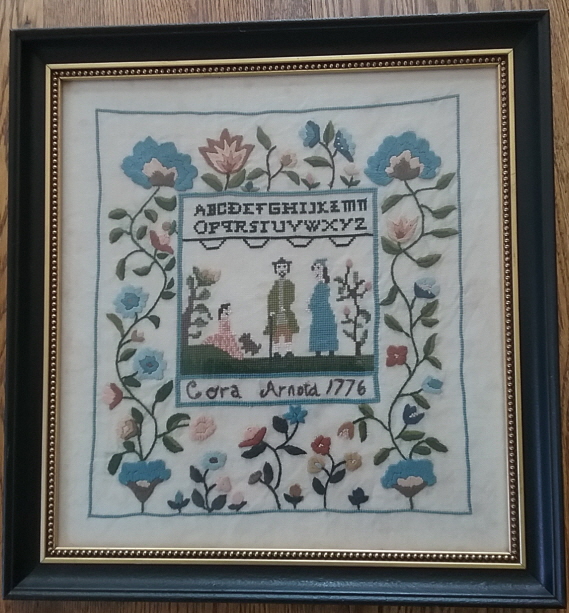 ABCDEFGHIJKLMN
OPQRSTUVWXYZ
Cora Arnold 1776